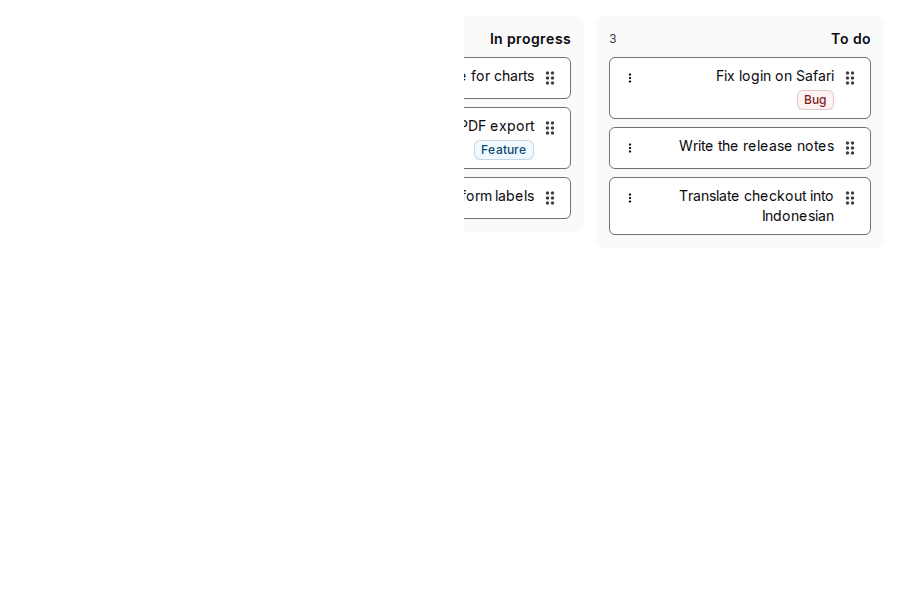 To do
3
Fix login on Safari
Bug
Write the release notes
Translate checkout into
Indonesian
In progress
for charts
PDF export
Feature
form labels